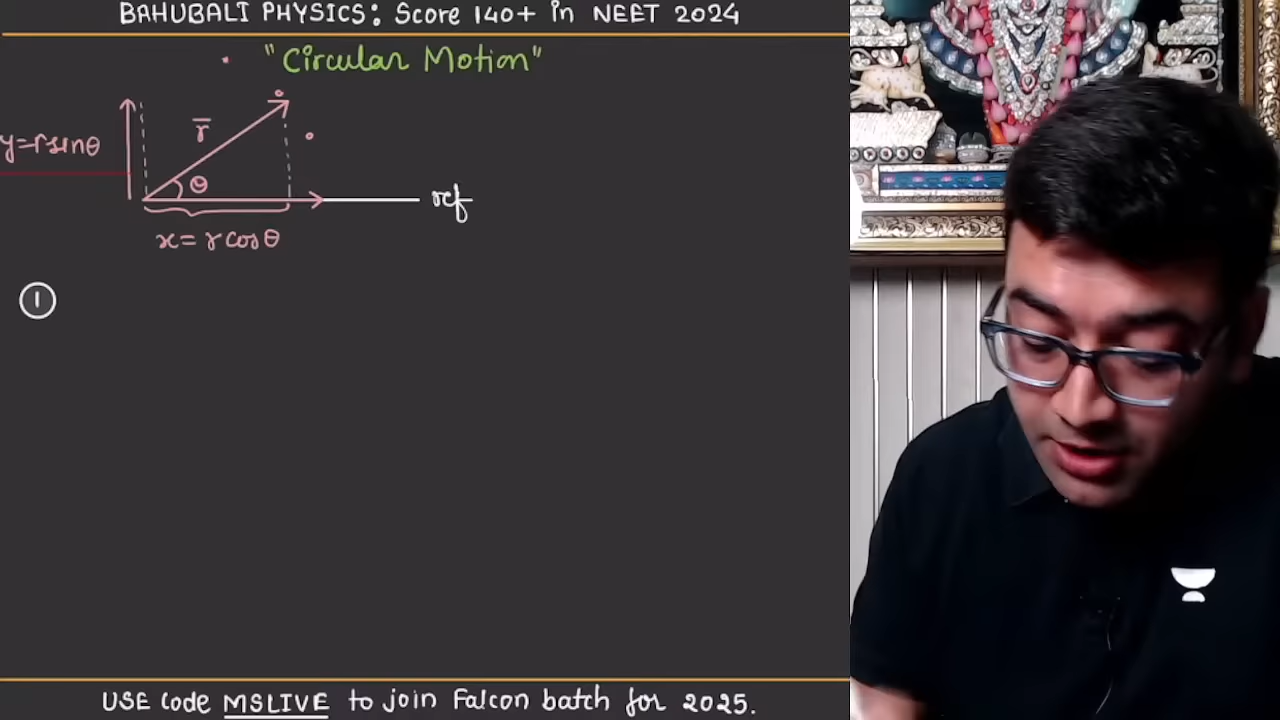 BAHUBALI PHYSICS: Score 140+ in NEET 2024
"Circular Motion"
r̅
y=rsinθ
θ
ref
x= rcosθ
1
USE Code MSLIVE to join Falcon batch for 2025.